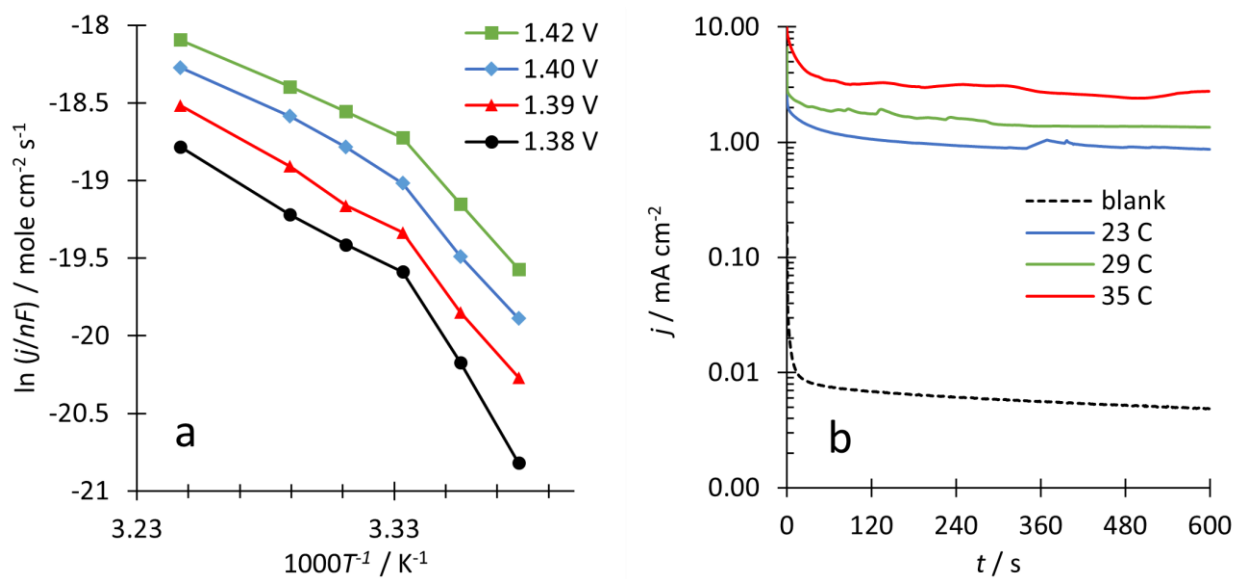 -18
-18.5
-19
-19.5
-20
-20.5
-21
ln (j/nF) / mole cm⁻² s⁻¹
1.42 V
1.40 V
1.39 V
1.38 V
a
3.23
3.33
1000T⁻¹ / K⁻¹
10.00
1.00
0.10
0.01
0.00
j / mA cm⁻²
blank
23 C
29 C
35 C
b
0
120
240
360
480
600
t / s